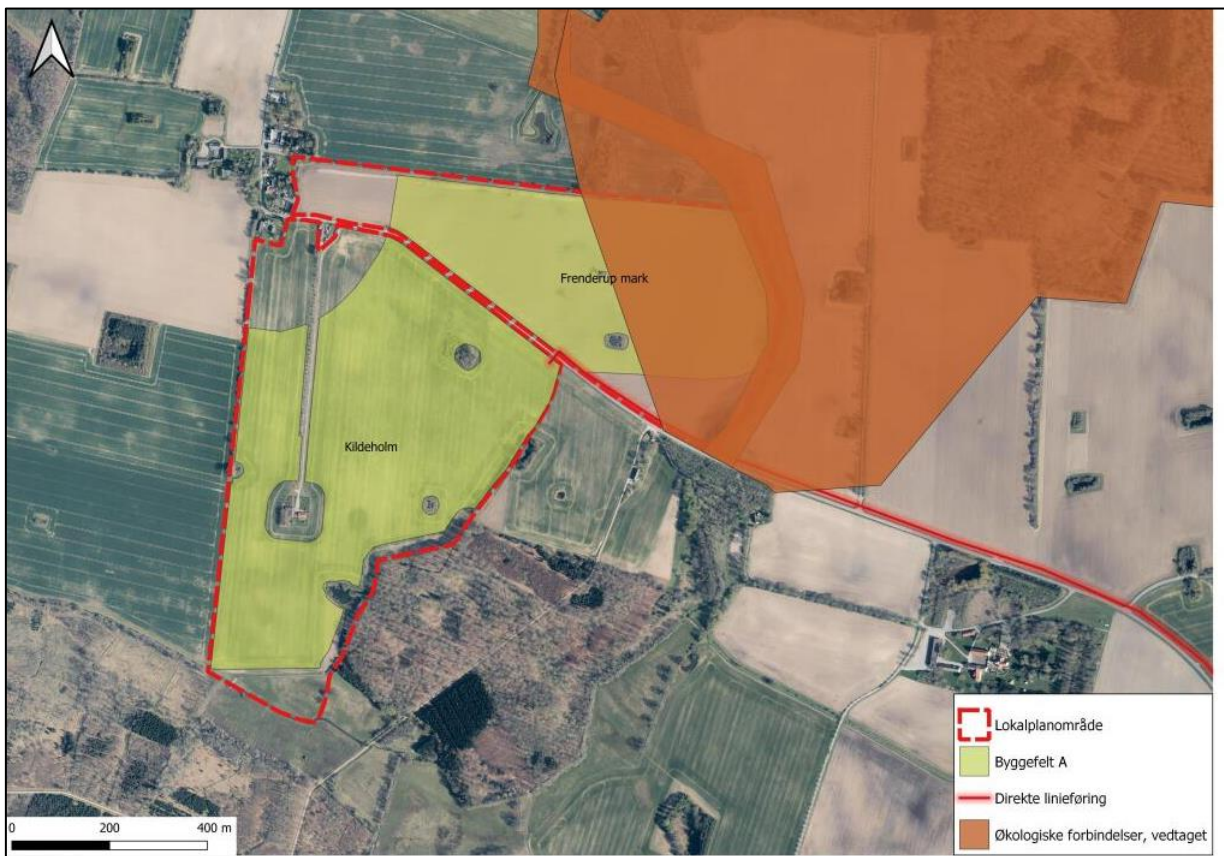 Frenderup mark
Kildeholm
Lokalplanområde
Byggefelt A
Direkte linieføring
Økologiske forbindelser, vedtaget
0 200 400 m